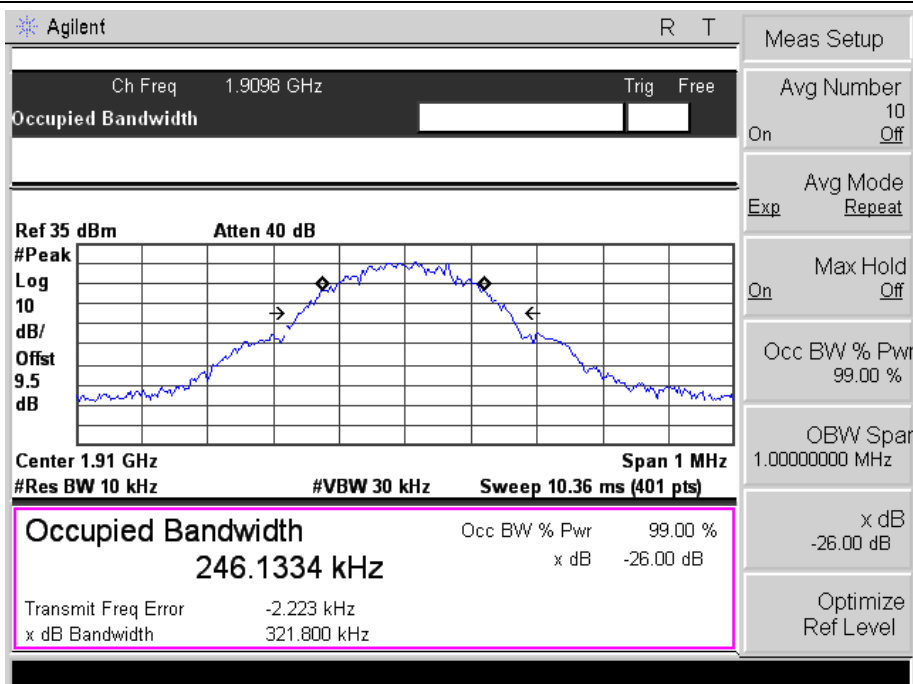 Agilent R T
Ch Freq 1.9098 GHz Trig Free
Occupied Bandwidth
Ref 35 dBm Atten 40 dB
#Peak
Log
10
dB/
Offst
9.5
dB
Center 1.91 GHz Span 1 MHz
#Res BW 10 kHz #VBW 30 kHz Sweep 10.36 ms (401 pts)
Occupied Bandwidth
246.1334 kHz
Occ BW % Pwr 99.00 %
x dB -26.00 dB
Transmit Freq Error -2.223 kHz
x dB Bandwidth 321.800 kHz
Meas Setup
Avg Number
10
On Off
Avg Mode
Exp Repeat
Max Hold
On Off
Occ BW % Pwr
99.00 %
OBW Span
1.00000000 MHz
x dB
-26.00 dB
Optimize
Ref Level